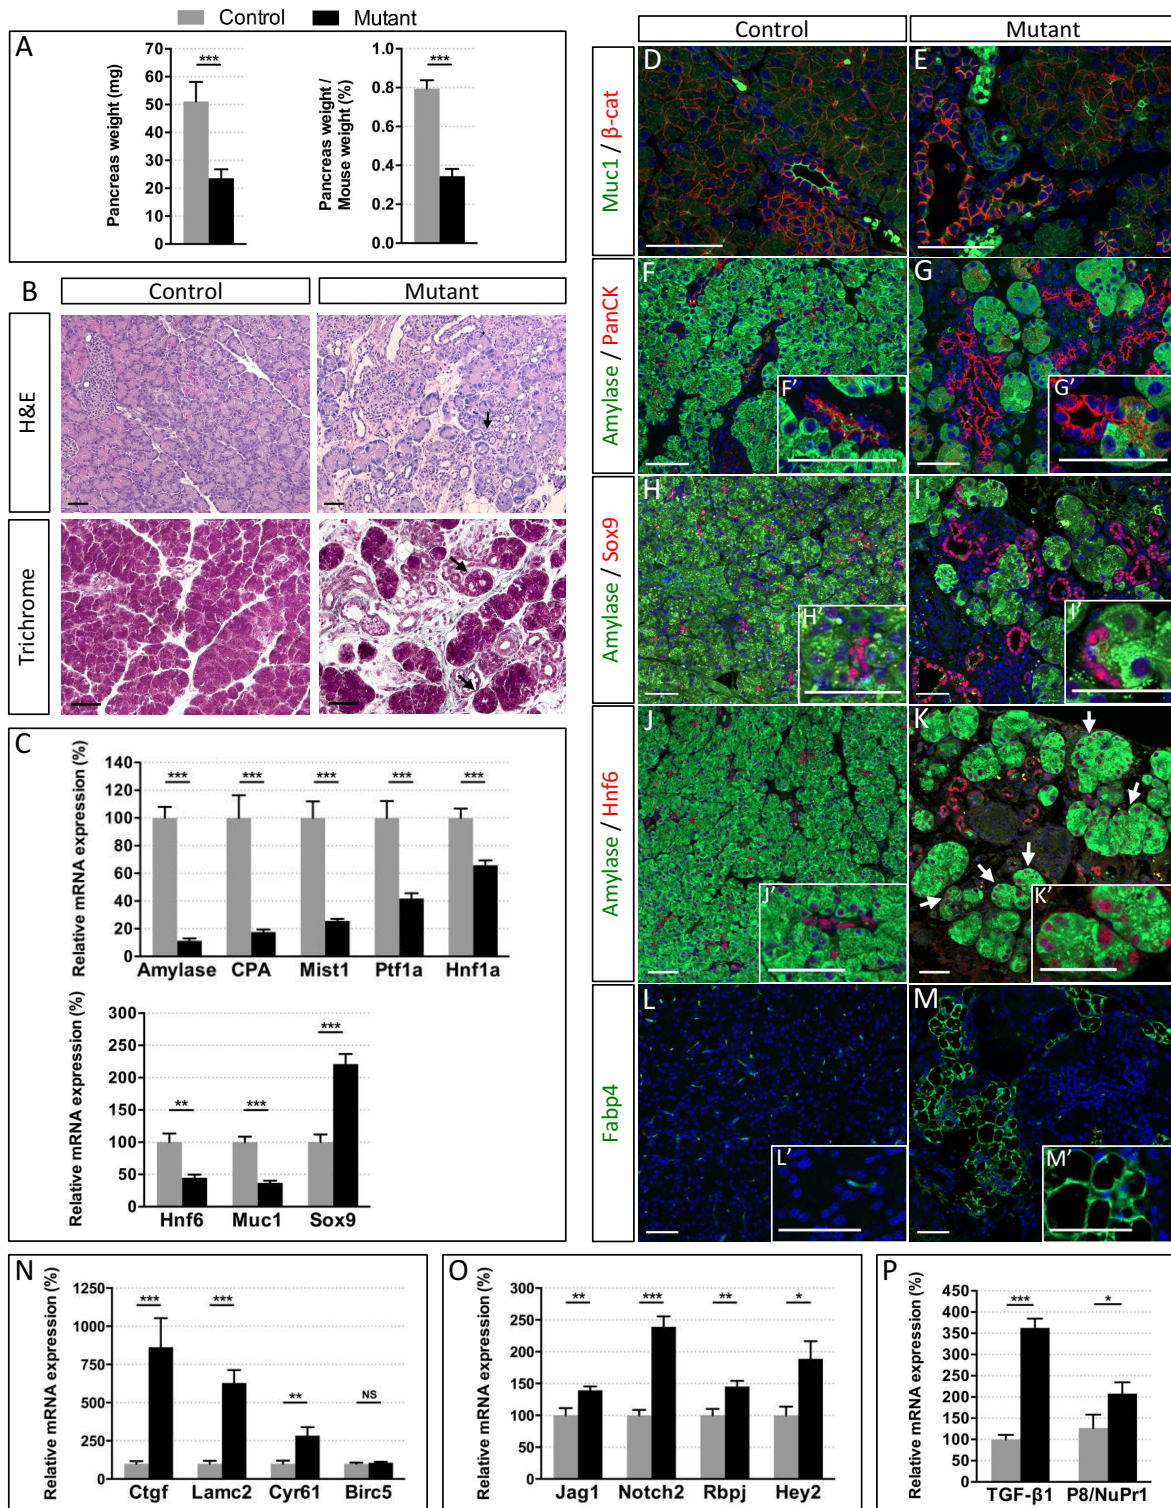 Control Mutant
A
Pancreas weight (mg)
70
60
50
40
30
20
10
0
***
Pancreas weight /
Mouse weight (%)
1.0
0.8
0.6
0.4
0.2
0.0
***
B
Control
Mutant
H&E
Trichrome
C
Relative mRNA expression (%)
140
120
100
80
60
40
20
0
*** *** *** *** ***
Amylase CPA Mist1 Ptf1a Hnf1a
Relative mRNA expression (%)
300
250
200
150
100
50
0
** *** ***
Hnf6 Muc1 Sox9
Control
Mutant
Muc1 / β-cat
D
E
Amylase / PanCK
F
F'
G
G'
Amylase / Sox9
H
H'
I
I'
Amylase / Hnf6
J
J'
K
K'
Fabp4
L
L'
M
M'
N
Relative mRNA expression (%)
1250
1000
750
500
250
0
*** *** ** NS
Ctgf Lamc2 Cyr61 Birc5
O
Relative mRNA expression (%)
300
250
200
150
100
50
0
** *** ** *
Jag1 Notch2 Rbpj Hey2
P
Relative mRNA expression (%)
450
400
350
300
250
200
150
100
50
0
*** *
TGF-β1 P8/NuPr1